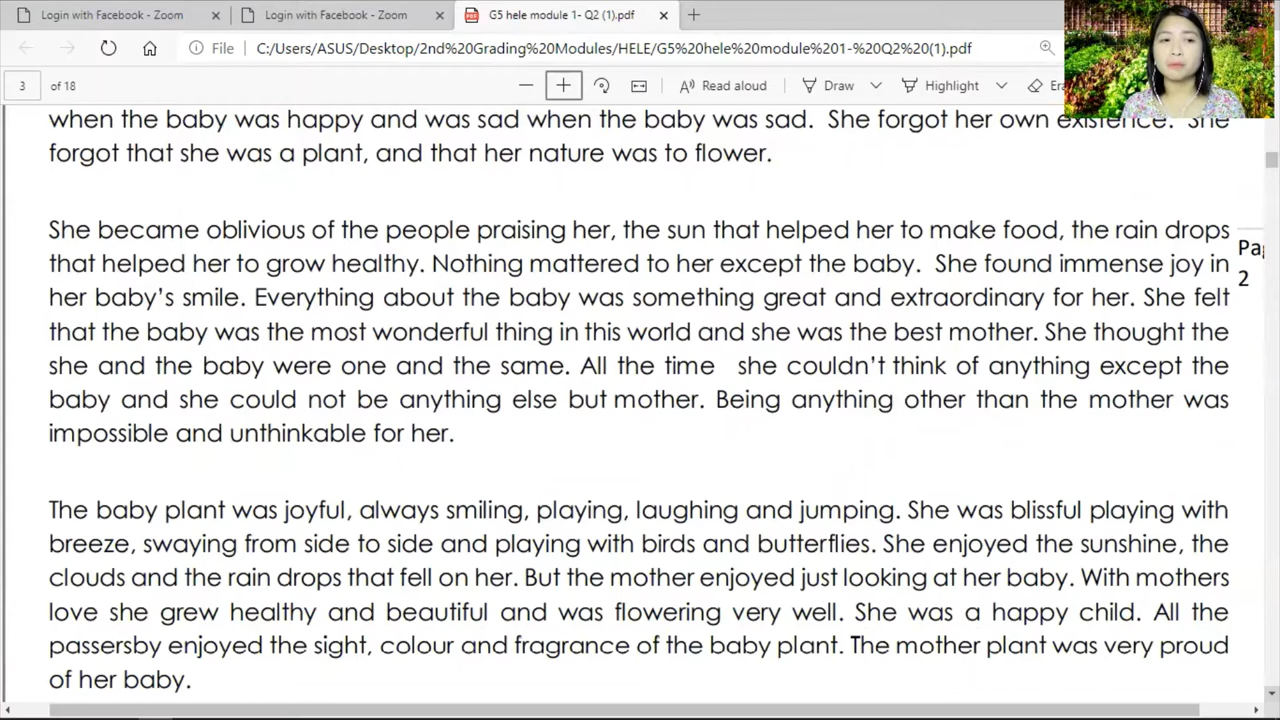 Login with Facebook - Zoom
Login with Facebook - Zoom
G5 hele module 1- Q2 (1).pdf
File
C:/Users/ASUS/Desktop/2nd%20Grading%20Modules/HELE/G5%20hele%20module%201-%20Q2%20(1).pdf
3 of 18
Read aloud
Draw
Highlight
when the baby was happy and was sad when the baby was sad. She forgot her own existence. She
forgot that she was a plant, and that her nature was to flower.
She became oblivious of the people praising her, the sun that helped her to make food, the rain drops
that helped her to grow healthy. Nothing mattered to her except the baby. She found immense joy in
her baby's smile. Everything about the baby was something great and extraordinary for her. She felt
that the baby was the most wonderful thing in this world and she was the best mother. She thought the
she and the baby were one and the same. All the time she couldn't think of anything except the
baby and she could not be anything else but mother. Being anything other than the mother was
impossible and unthinkable for her.
2
The baby plant was joyful, always smiling, playing, laughing and jumping. She was blissful playing with
breeze, swaying from side to side and playing with birds and butterflies. She enjoyed the sunshine, the
clouds and the rain drops that fell on her. But the mother enjoyed just looking at her baby. With mothers
love she grew healthy and beautiful and was flowering very well. She was a happy child. All the
passersby enjoyed the sight, colour and fragrance of the baby plant. The mother plant was very proud
of her baby.